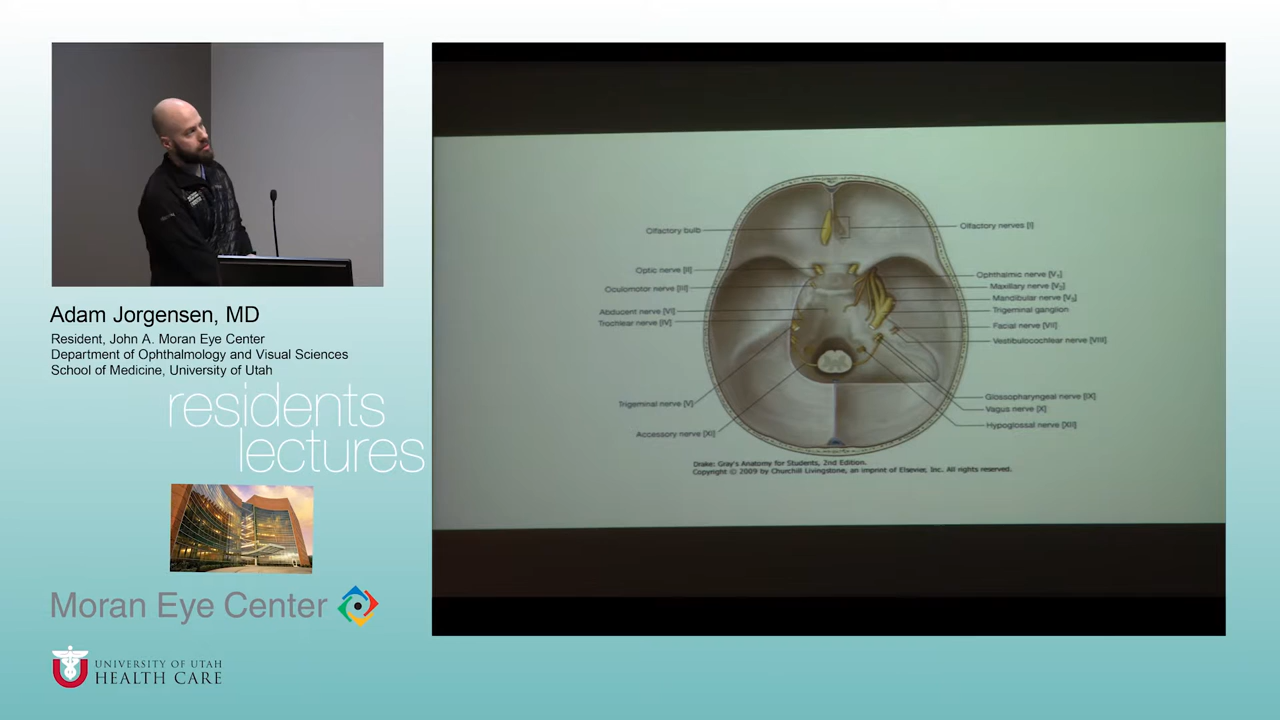 Adam Jorgensen, MD
Resident, John A. Moran Eye Center
Department of Ophthalmology and Visual Sciences
School of Medicine, University of Utah
residents
lectures
Moran Eye Center
UNIVERSITY OF UTAH
HEALTH CARE
Olfactory bulb
Optic nerve [II]
Oculomotor nerve [III]
Abducent nerve [VI]
Trochlear nerve [IV]
Trigeminal nerve [V]
Accessory nerve [XI]
Olfactory nerves [I]
Ophthalmic nerve [V1]
Maxillary nerve [V2]
Mandibular nerve [V3]
Trigeminal ganglion
Facial nerve [VII]
Vestibulocochlear nerve [VIII]
Glossopharyngeal nerve [IX]
Vagus nerve [X]
Hypoglossal nerve [XII]
Drake: Gray's Anatomy for Students, 2nd Edition.
Copyright © 2009 by Churchill Livingstone, an imprint of Elsevier, Inc. All rights reserved.